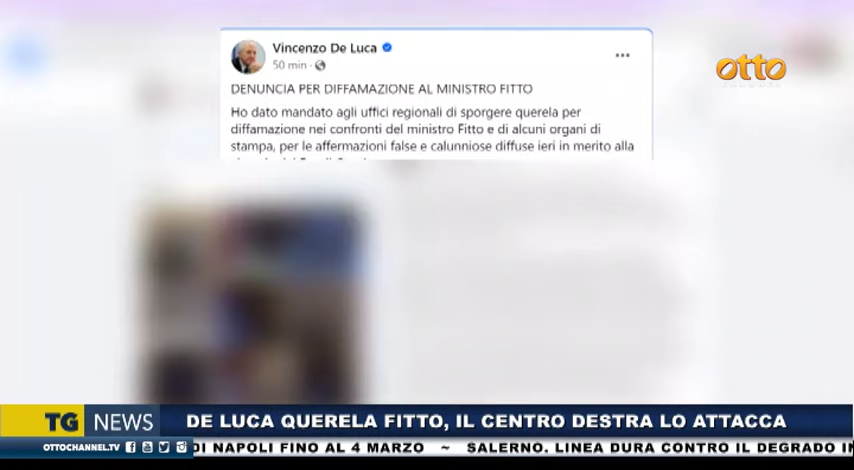 Vincenzo De Luca
50 min ·
DENUNCIA PER DIFFAMAZIONE AL MINISTRO FITTO
Ho dato mandato agli uffici regionali di sporgere querela per
diffamazione nei confronti del ministro Fitto e di alcuni organi di
stampa, per le affermazioni false e calunniose diffuse ieri in merito alla
otto
CHANNEL
TG NEWS
DE LUCA QUERELA FITTO, IL CENTRO DESTRA LO ATTACCA
OTTOCHANNEL.TV
DI NAPOLI FINO AL 4 MARZO ~ SALERNO. LINEA DURA CONTRO IL DEGRADO IN